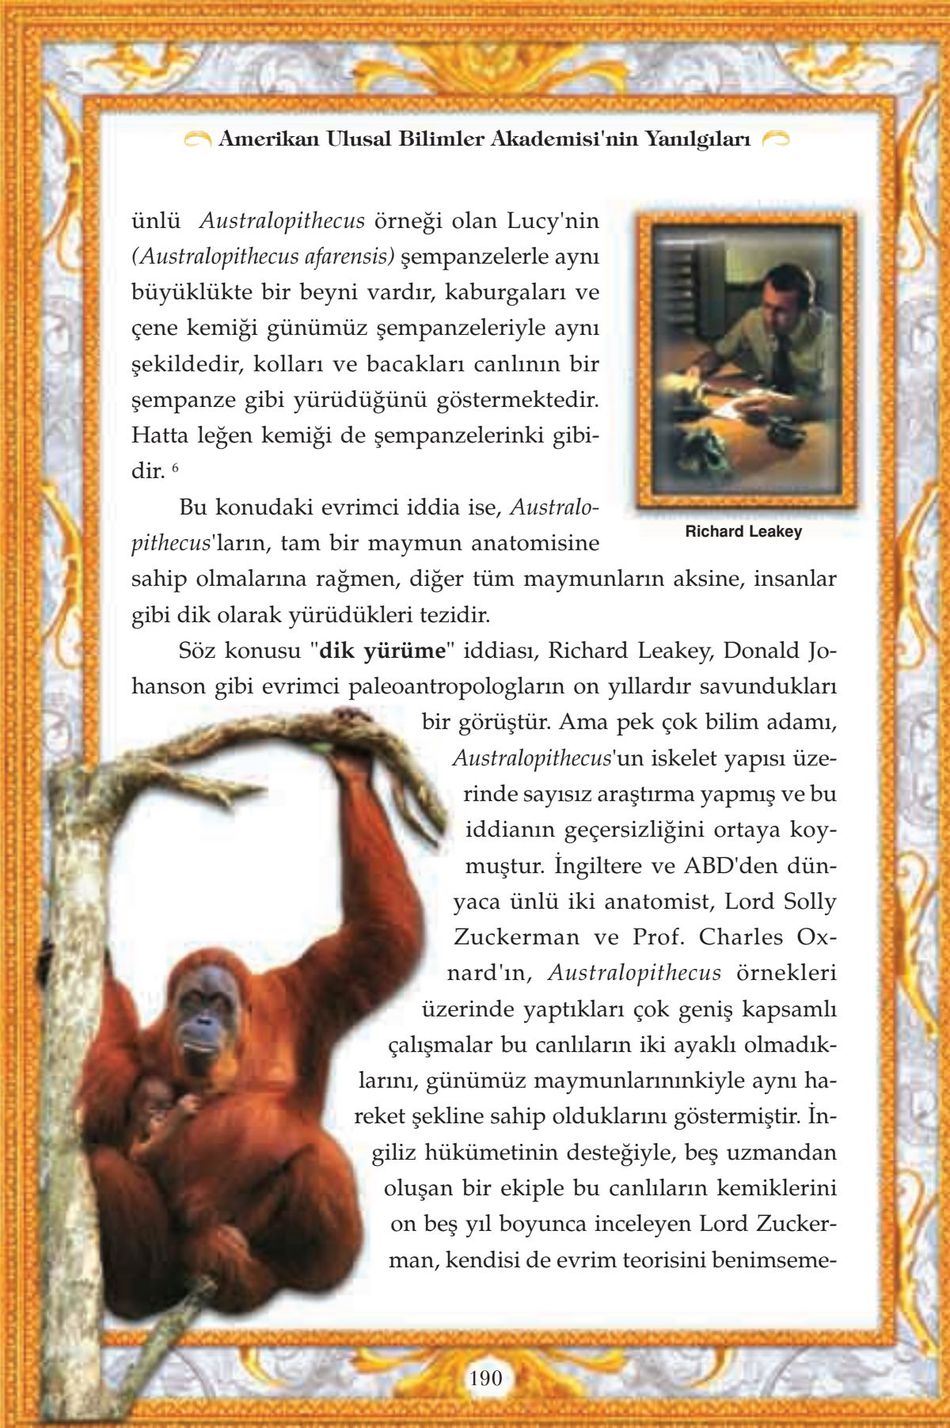 Amerikan Ulusal Bilimler Akademisi'nin Yanılgıları
ünlü Australopithecus örneği olan Lucy'nin
(Australopithecus afarensis) şempanzelerle aynı
büyüklükte bir beyni vardır, kaburgaları ve
çene kemiği günümüz şempanzeleriyle aynı
şekildedir, kolları ve bacakları canlının bir
şempanze gibi yürüdüğünü göstermektedir.
Hatta leğen kemiği de şempanzelerinki gibi-
dir. 6
Bu konudaki evrimci iddia ise, Australo-
pithecus'ların, tam bir maymun anatomisine
Richard Leakey
sahip olmalarına rağmen, diğer tüm maymunların aksine, insanlar
gibi dik olarak yürüdükleri tezidir.
Söz konusu "dik yürüme" iddiası, Richard Leakey, Donald Jo-
hanson gibi evrimci paleoantropologların on yıllardır savundukları
bir görüştür. Ama pek çok bilim adamı,
Australopithecus'un iskelet yapısı üze-
rinde sayısız araştırma yapmış ve bu
iddianın geçersizliğini ortaya koy-
muştur. İngiltere ve ABD'den dün-
yaca ünlü iki anatomist, Lord Solly
Zuckerman ve Prof. Charles Ox-
nard'ın, Australopithecus örnekleri
üzerinde yaptıkları çok geniş kapsamlı
çalışmalar bu canlıların iki ayaklı olmadık-
larını, günümüz maymunlarınınkiyle aynı ha-
reket şekline sahip olduklarını göstermiştir. İn-
giliz hükümetinin desteğiyle, beş uzmandan
oluşan bir ekiple bu canlıların kemiklerini
on beş yıl boyunca inceleyen Lord Zucker-
man, kendisi de evrim teorisini benimseme-
190